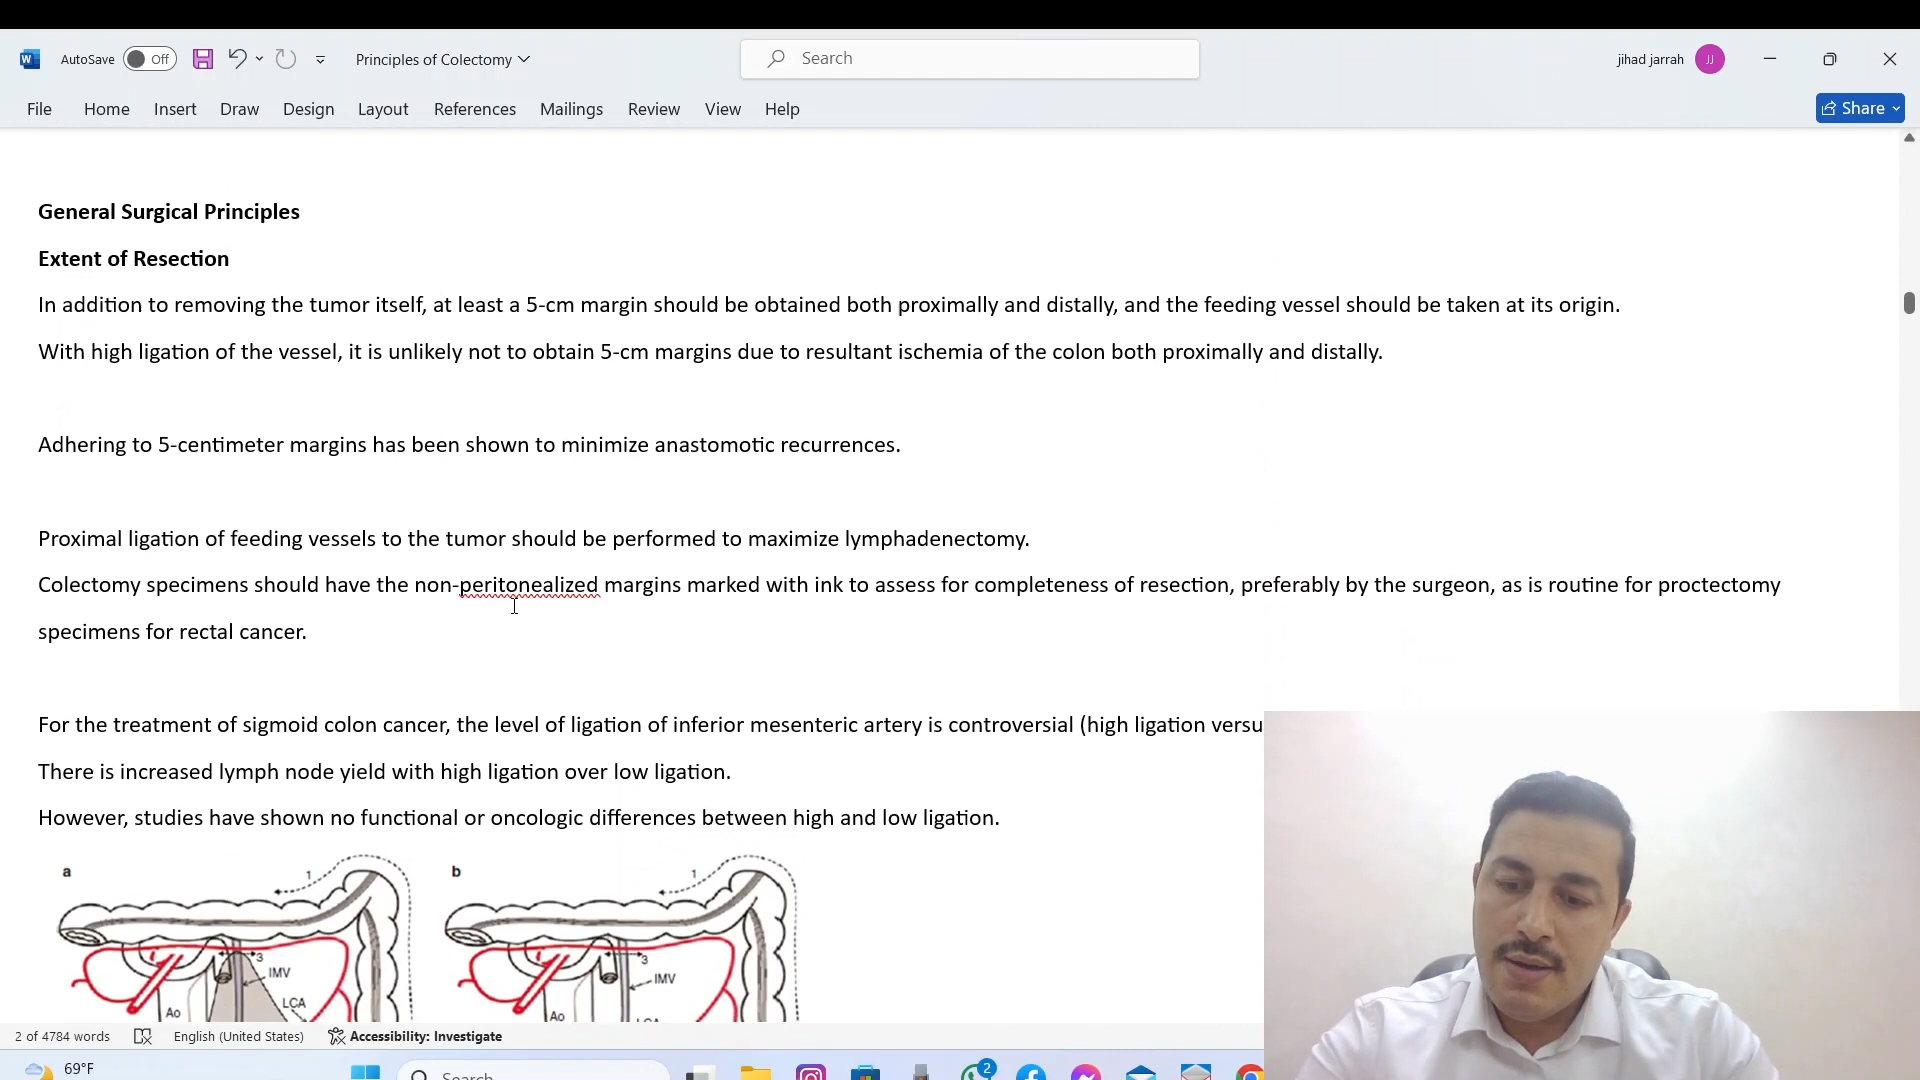 AutoSave Off Principles of Colectomy Search jihad jarrah JJ
File Home Insert Draw Design Layout References Mailings Review View Help Share
General Surgical Principles
Extent of Resection
In addition to removing the tumor itself, at least a 5-cm margin should be obtained both proximally and distally, and the feeding vessel should be taken at its origin.
With high ligation of the vessel, it is unlikely not to obtain 5-cm margins due to resultant ischemia of the colon both proximally and distally.
Adhering to 5-centimeter margins has been shown to minimize anastomotic recurrences.
Proximal ligation of feeding vessels to the tumor should be performed to maximize lymphadenectomy.
Colectomy specimens should have the non-peritonealized margins marked with ink to assess for completeness of resection, preferably by the surgeon, as is routine for proctectomy
specimens for rectal cancer.
For the treatment of sigmoid colon cancer, the level of ligation of inferior mesenteric artery is controversial (high ligation versu
There is increased lymph node yield with high ligation over low ligation.
However, studies have shown no functional or oncologic differences between high and low ligation.
a b
1 1
3 3
IMV IMV
LCA
Ao Ao
2 of 4784 words English (United States) Accessibility: Investigate
69°F Search 2